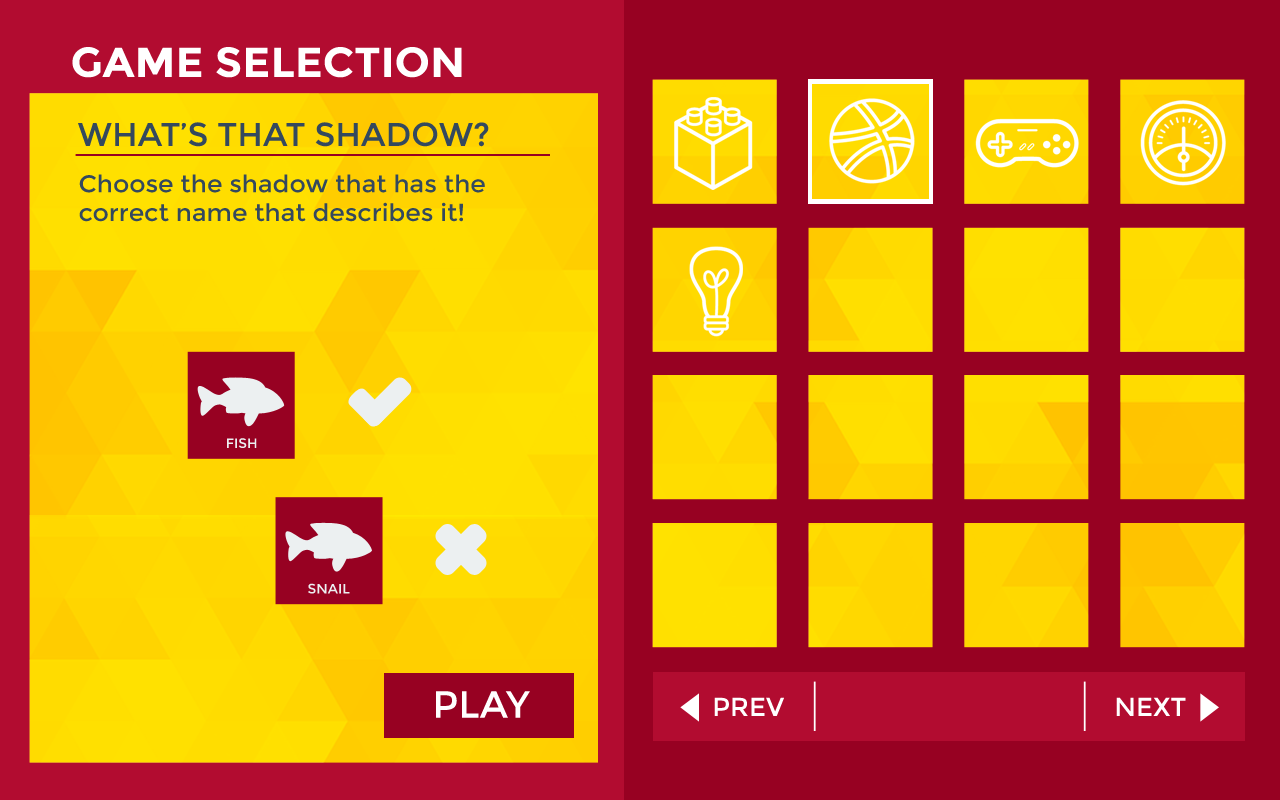 GAME SELECTION
WHAT'S THAT SHADOW?
Choose the shadow that has the
correct name that describes it!
FISH
SNAIL
PLAY
PREV
NEXT